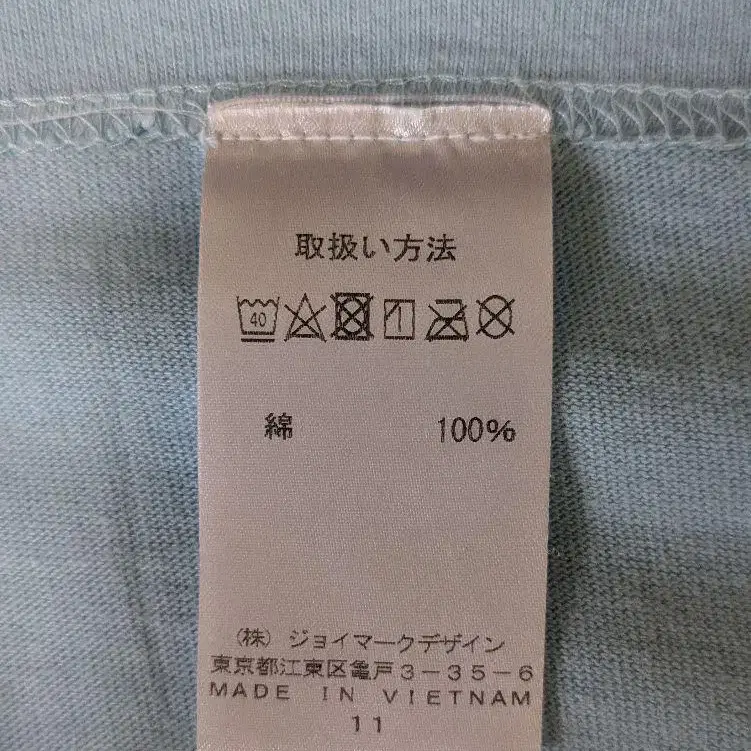 取扱い方法
40
綿 100%
(株) ジョイマークデザイン
東京都江東区亀戸3-35-6
MADE IN VIETNAM
11